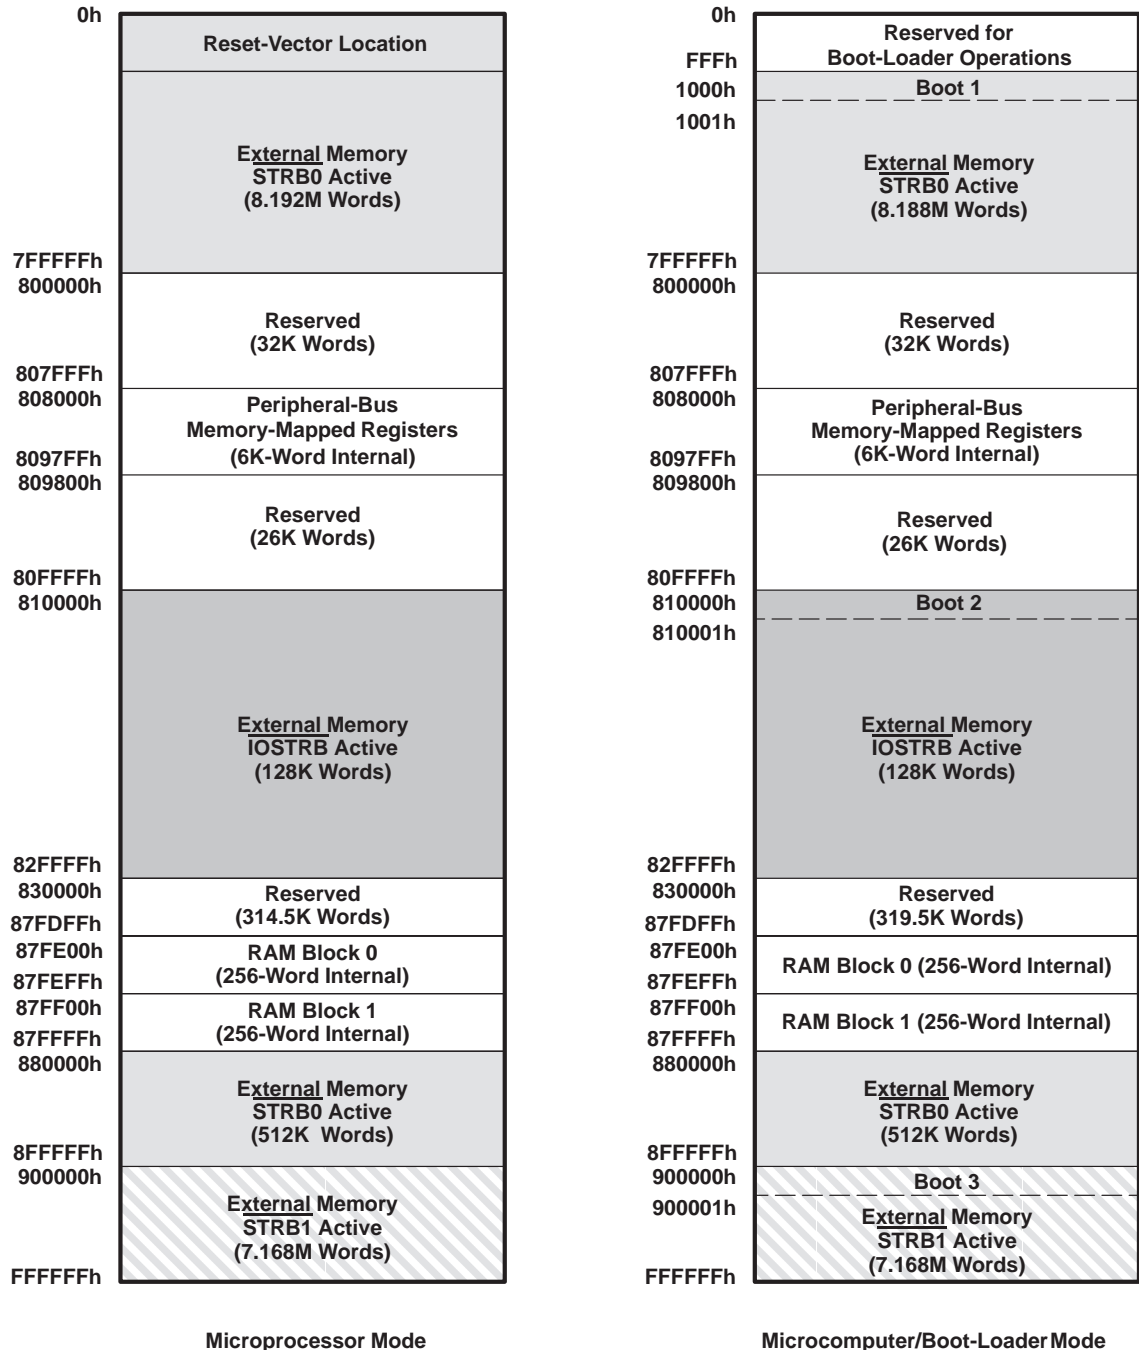 0h
Reset-Vector Location
External Memory
STRB0 Active
(8.192M Words)
7FFFFFh
800000h
Reserved
(32K Words)
807FFFh
808000h
Peripheral-Bus
Memory-Mapped Registers
(6K-Word Internal)
8097FFh
809800h
Reserved
(26K Words)
80FFFFh
810000h
External Memory
IOSTRB Active
(128K Words)
82FFFFh
830000h
Reserved
(314.5K Words)
87FDFFh
87FE00h
RAM Block 0
(256-Word Internal)
87FEFFh
87FF00h
RAM Block 1
(256-Word Internal)
87FFFFh
880000h
External Memory
STRB0 Active
(512K Words)
8FFFFFh
900000h
External Memory
STRB1 Active
(7.168M Words)
FFFFFFh
Microprocessor Mode
0h
Reserved for
Boot-Loader Operations
FFFh
1000h
Boot 1
1001h
External Memory
STRB0 Active
(8.188M Words)
7FFFFFh
800000h
Reserved
(32K Words)
807FFFh
808000h
Peripheral-Bus
Memory-Mapped Registers
(6K-Word Internal)
8097FFh
809800h
Reserved
(26K Words)
80FFFFh
810000h
Boot 2
810001h
External Memory
IOSTRB Active
(128K Words)
82FFFFh
830000h
Reserved
(319.5K Words)
87FDFFh
87FE00h
RAM Block 0 (256-Word Internal)
87FEFFh
87FF00h
RAM Block 1 (256-Word Internal)
87FFFFh
880000h
External Memory
STRB0 Active
(512K Words)
8FFFFFh
900000h
Boot 3
900001h
External Memory
STRB1 Active
(7.168M Words)
FFFFFFh
Microcomputer/Boot-Loader Mode